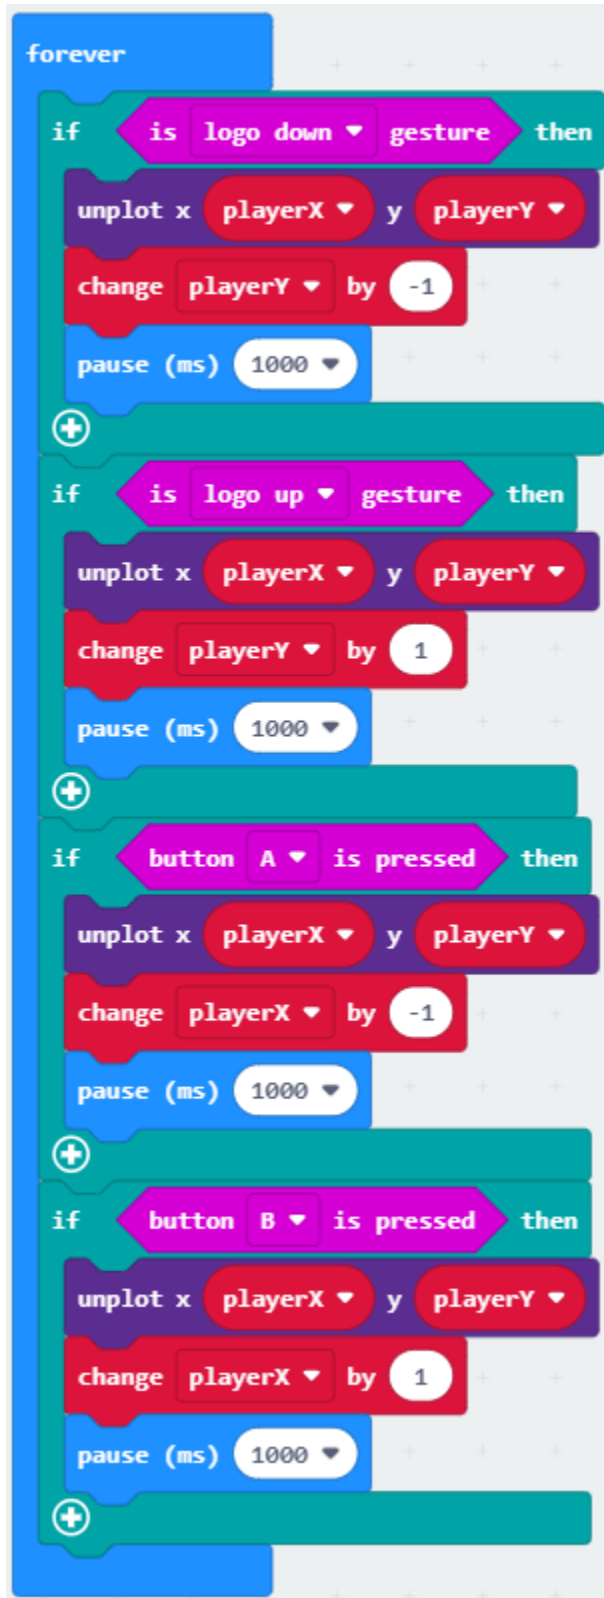 forever
if is logo down gesture then
unplot x playerX y playerY
change playerY by -1
pause (ms) 1000
if is logo up gesture then
unplot x playerX y playerY
change playerY by 1
pause (ms) 1000
if button A is pressed then
unplot x playerX y playerY
change playerX by -1
pause (ms) 1000
if button B is pressed then
unplot x playerX y playerY
change playerX by 1
pause (ms) 1000